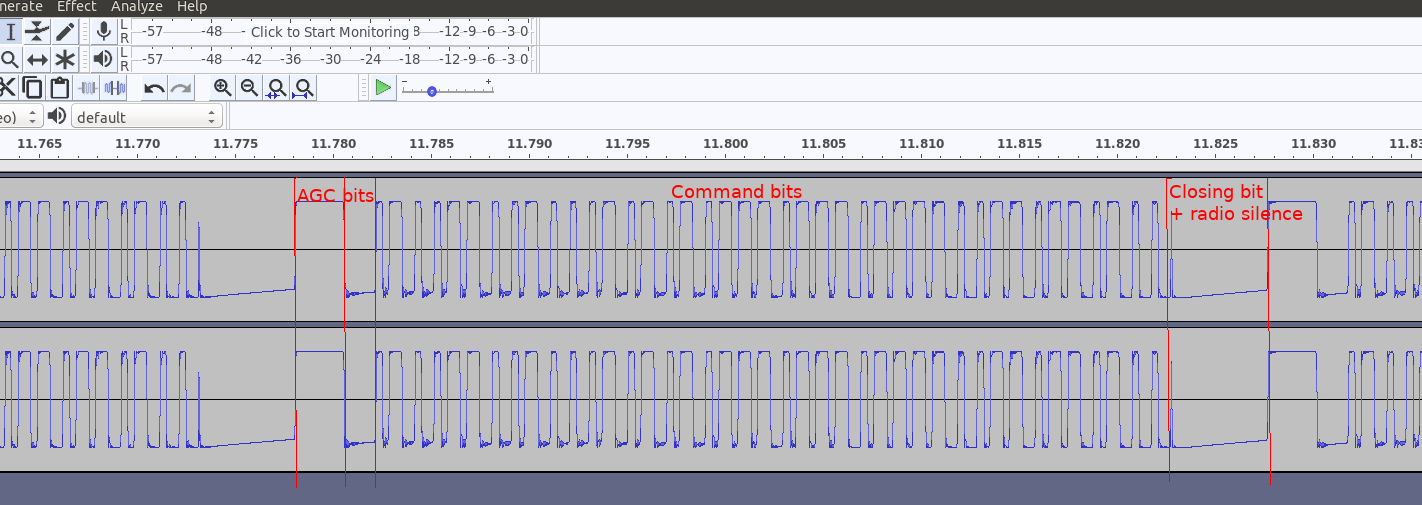 nerate Effect Analyze Help
L
R
-57 -48 - Click to Start Monitoring 8 -12 -9 -6 -3 0
L
R
-57 -48 -42 -36 -30 -24 -18 -12 -9 -6 -3 0
- +
eo) default
11.765 11.770 11.775 11.780 11.785 11.790 11.795 11.800 11.805 11.810 11.815 11.820 11.825 11.830 11.83
AGC bits Command bits Closing bit
+ radio silence